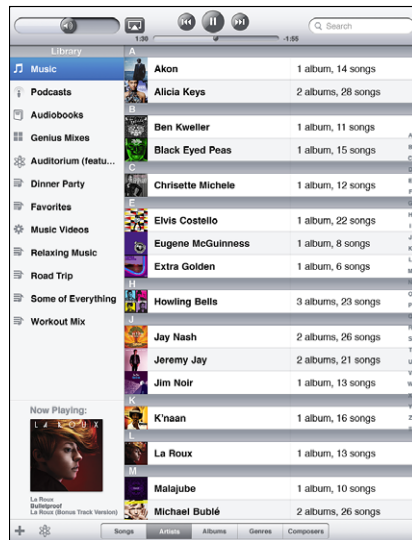 Search
1:30
-1:55
Library
Music
Podcasts
Audiobooks
Genius Mixes
Auditorium (featu...
Dinner Party
Favorites
Music Videos
Relaxing Music
Road Trip
Some of Everything
Workout Mix
Now Playing:
LA ROUX
La Roux
Bulletproof
La Roux (Bonus Track Version)
A
Akon 1 album, 14 songs
Alicia Keys 2 albums, 28 songs
B
Ben Kweller 1 album, 11 songs
Black Eyed Peas 1 album, 15 songs
C
Chrisette Michele 1 album, 12 songs
E
Elvis Costello 1 album, 22 songs
Eugene McGuinness 1 album, 8 songs
Extra Golden 1 album, 6 songs
H
Howling Bells 3 albums, 23 songs
J
Jay Nash 2 albums, 26 songs
Jeremy Jay 2 albums, 21 songs
Jim Noir 1 album, 13 songs
K
K'naan 1 album, 16 songs
L
La Roux 1 album, 13 songs
M
Malajube 1 album, 10 songs
Michael Bublé 2 albums, 26 songs
Songs Artists Albums Genres Composers